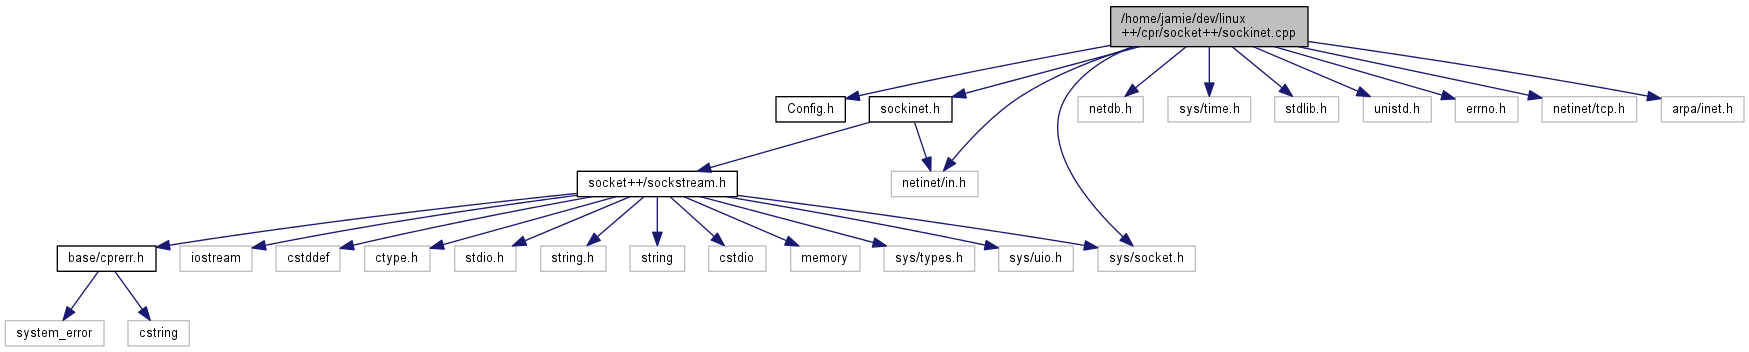 /home/jamie/dev/linux
++/cpr/socket++/sockinet.cpp
Config.h
sockinet.h
netdb.h
sys/time.h
stdlib.h
unistd.h
errno.h
netinet/tcp.h
arpa/inet.h
socket++/sockstream.h
netinet/in.h
base/cprerr.h
iostream
cstddef
ctype.h
stdio.h
string.h
string
cstdio
memory
sys/types.h
sys/uio.h
sys/socket.h
system_error
cstring